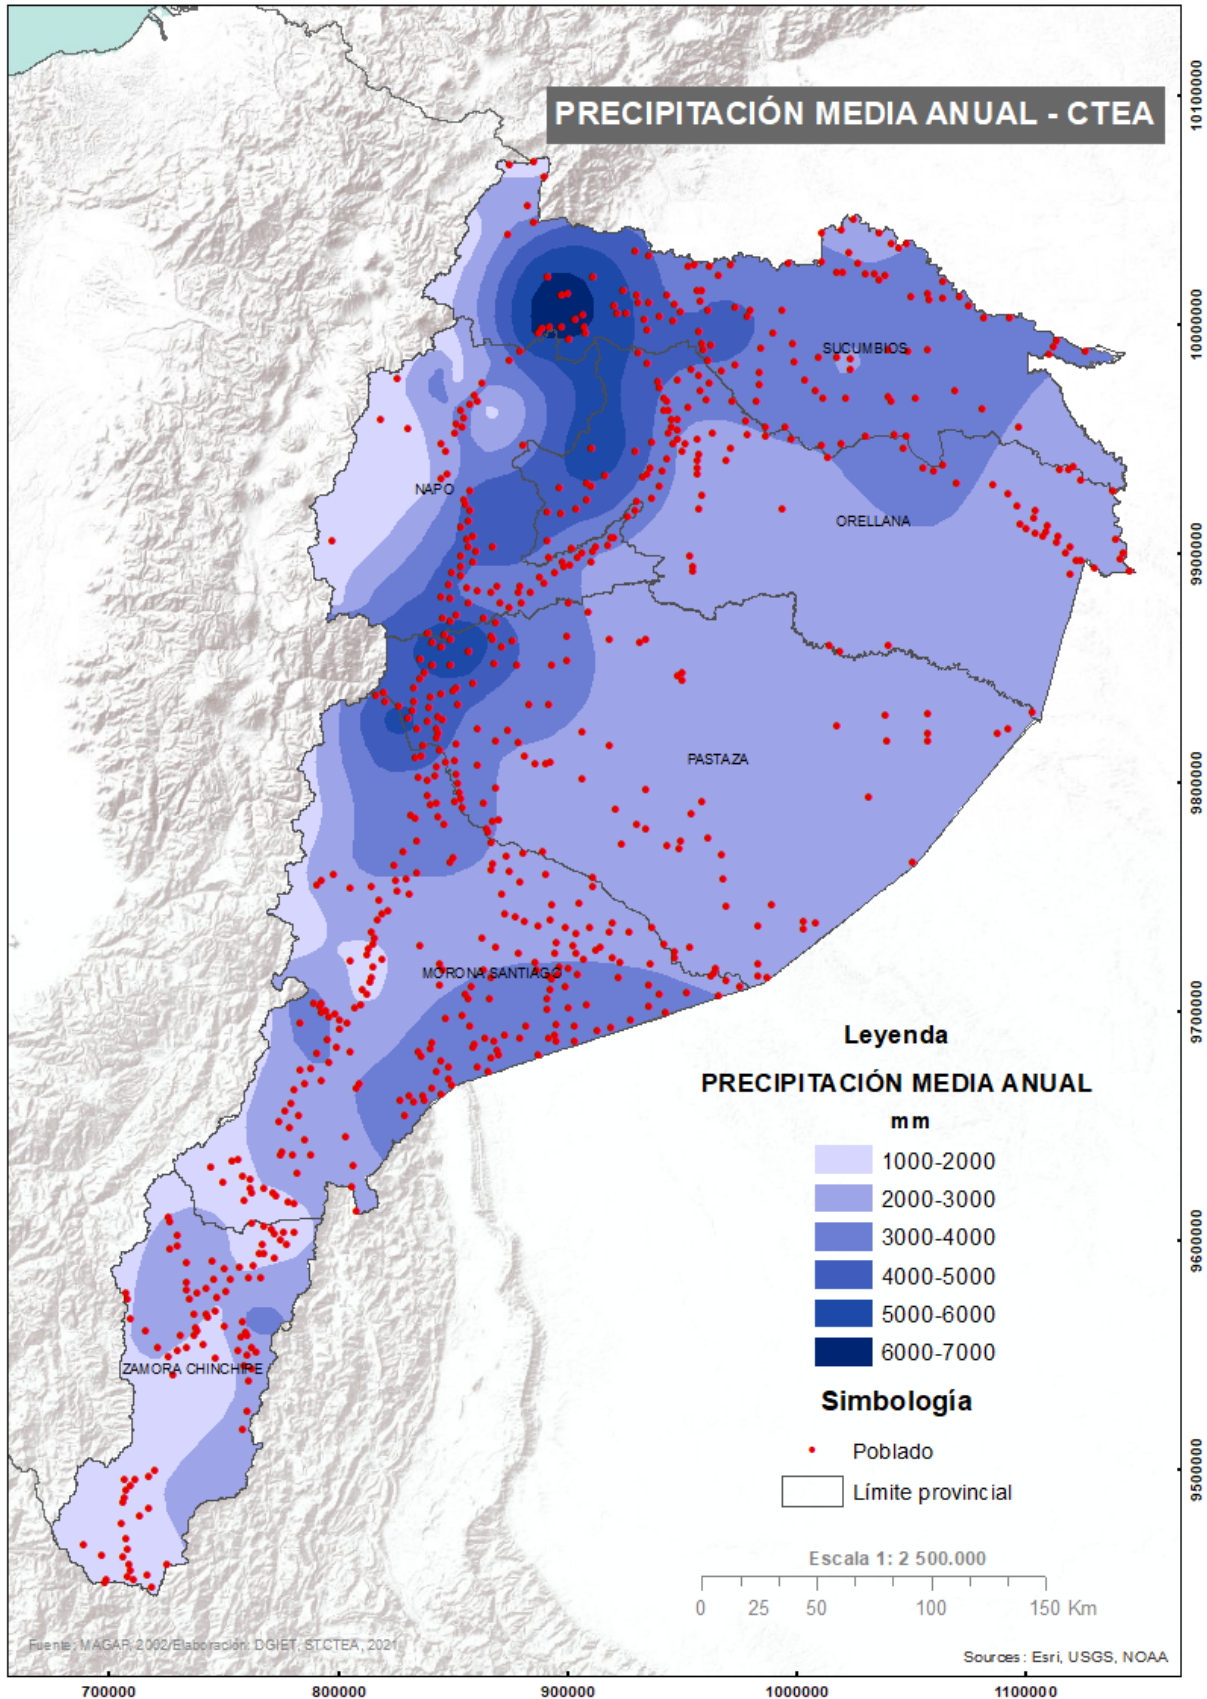 PRECIPITACIÓN MEDIA ANUAL - CTEA
10100000
SUCUMBIOS
10000000
NAPO
ORELLANA
9900000
PASTAZA
9800000
MORONA SANTIAGO
9700000
Leyenda
PRECIPITACIÓN MEDIA ANUAL
mm
1000-2000
2000-3000
3000-4000
4000-5000
5000-6000
6000-7000
9600000
ZAMORA CHINCHIPE
Simbología
Poblado
Límite provincial
9500000
Escala 1: 2 500.000
0 25 50 100 150 Km
Fuente: MAGAP, 2002/Elaboración: DGIET, STCTEA, 2021
Sources: Esri, USGS, NOAA
700000 800000 900000 1000000 1100000